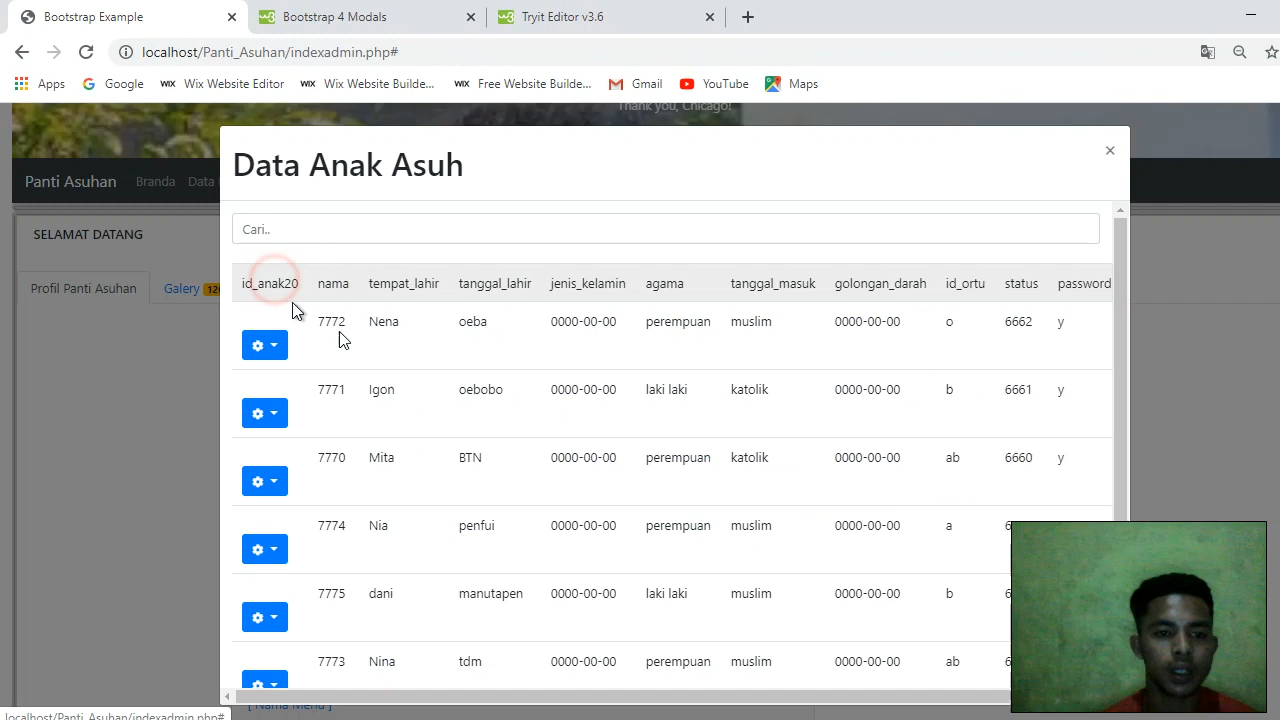 Bootstrap Example
Bootstrap 4 Modals
Tryit Editor v3.6
localhost/Panti_Asuhan/indexadmin.php#
Apps Google Wix Website Editor Wix Website Builde... Free Website Builde... Gmail YouTube Maps
Thank you, Chicago!
Panti Asuhan Branda Data
SELAMAT DATANG
Profil Panti Asuhan Galery
Data Anak Asuh ×
Cari..
id_anak20 nama tempat_lahir tanggal_lahir jenis_kelamin agama tanggal_masuk golongan_darah id_ortu status password
7772 Nena oeba 0000-00-00 perempuan muslim 0000-00-00 o 6662 y
7771 Igon oebobo 0000-00-00 laki laki katolik 0000-00-00 b 6661 y
7770 Mita BTN 0000-00-00 perempuan katolik 0000-00-00 ab 6660 y
7774 Nia penfui 0000-00-00 perempuan muslim 0000-00-00 a
7775 dani manutapen 0000-00-00 laki laki muslim 0000-00-00 b
7773 Nina tdm 0000-00-00 perempuan muslim 0000-00-00 ab
[ Nama Menu ]
localhost/Panti_Asuhan/indexadmin.php#